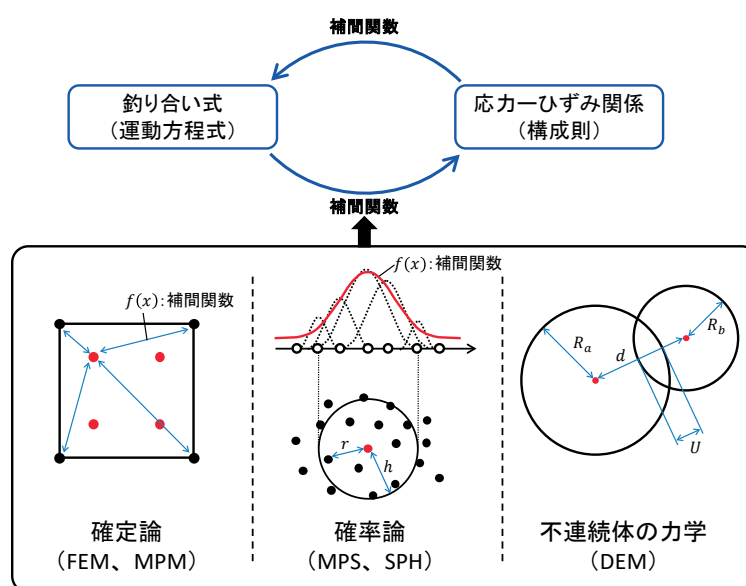 補間関数
釣り合い式
(運動方程式)
応力ーひずみ関係
(構成則)
補間関数
f(x):補間関数
f(x):補間関数
r
h
R_a
d
R_b
U
確定論
(FEM、MPM)
確率論
(MPS、SPH)
不連続体の力学
(DEM)